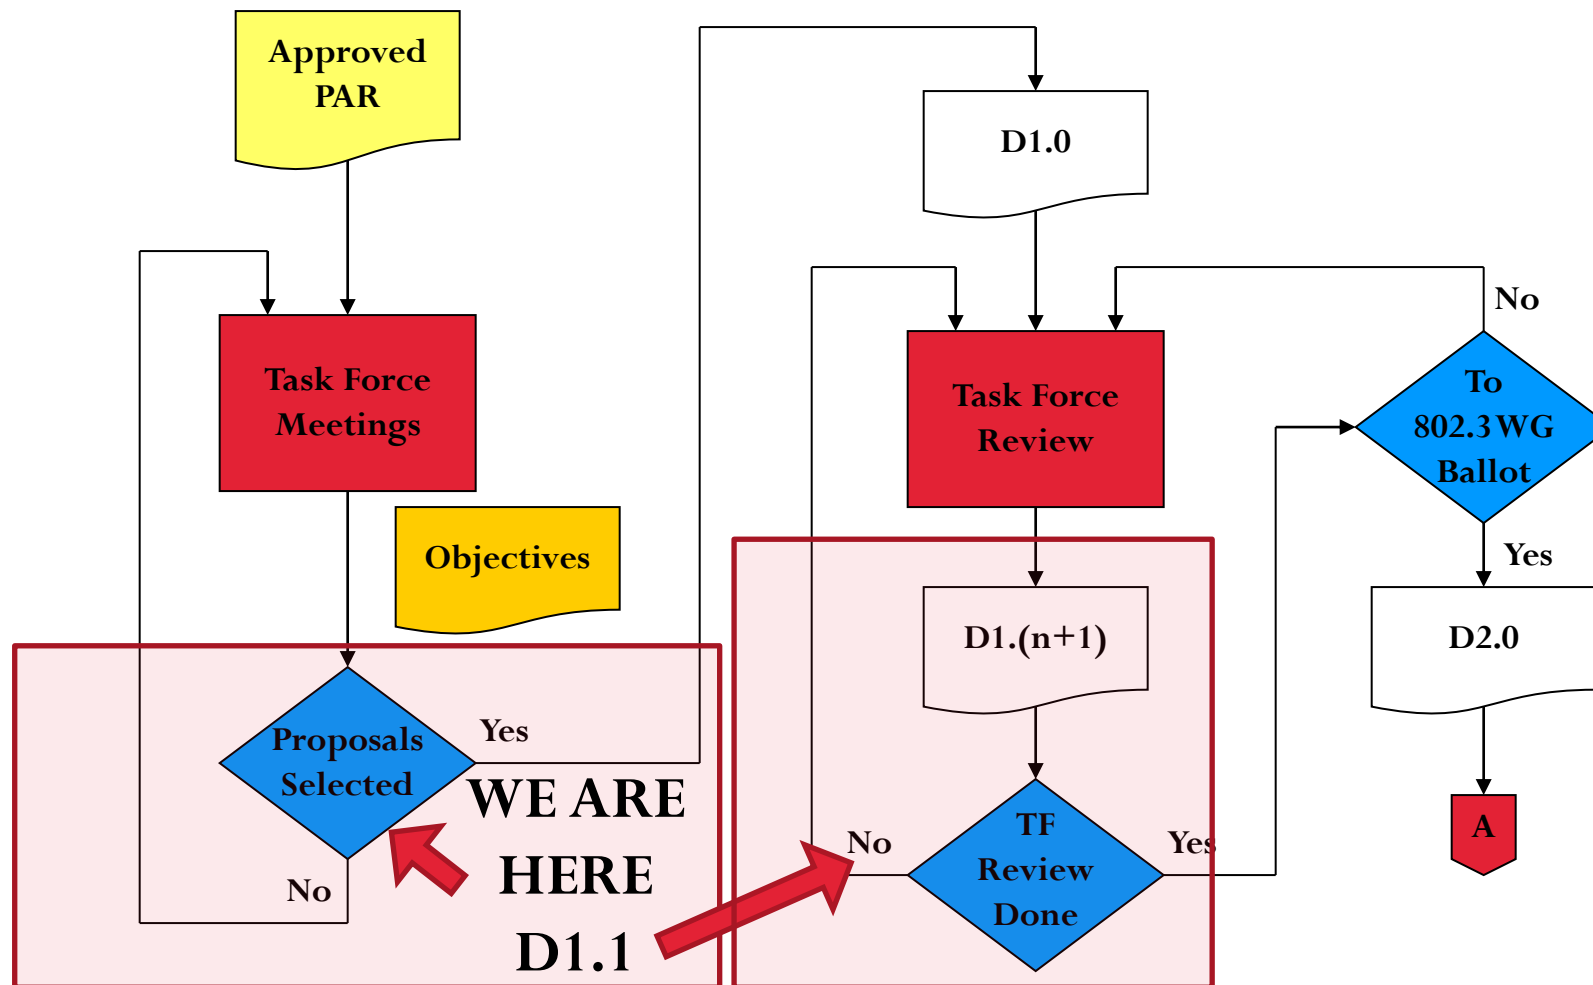 Approved
PAR
Task Force
Meetings
Objectives
Proposals
Selected
Yes
No
WE ARE
HERE
D1.1
D1.0
Task Force
Review
D1.(n+1)
TF
Review
Done
No
Yes
To
802.3 WG
Ballot
No
Yes
D2.0
A